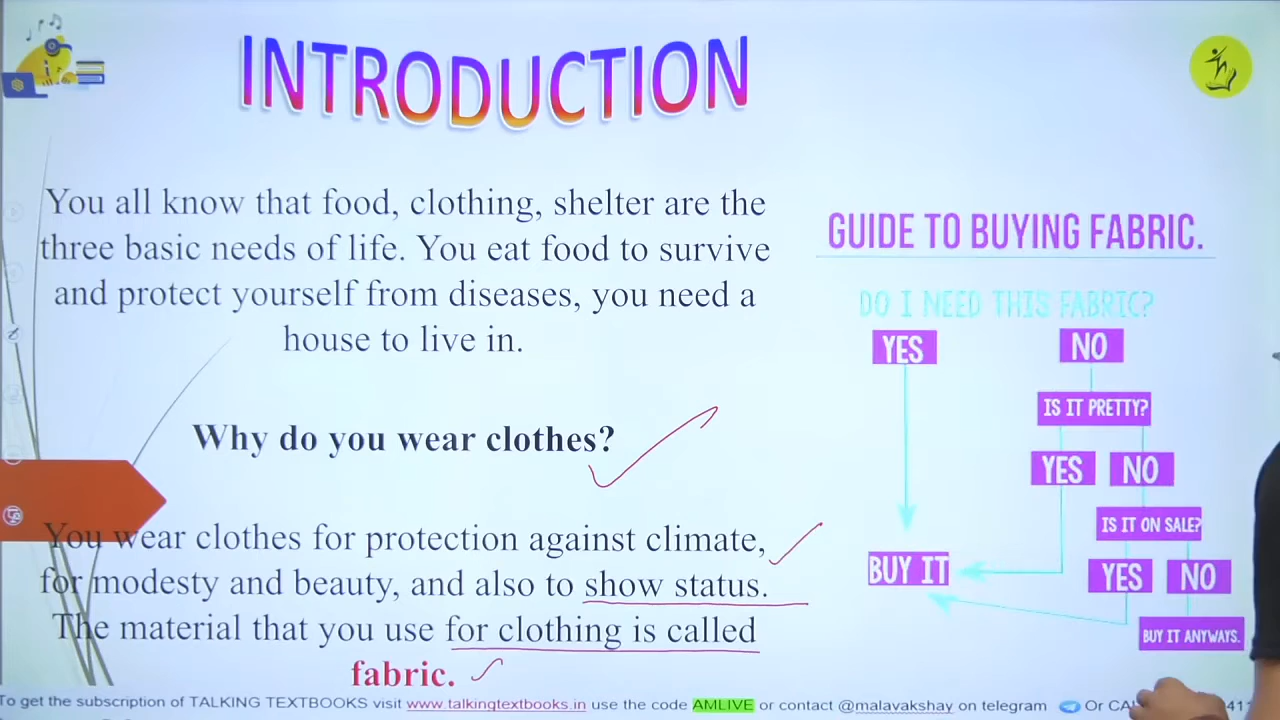 INTRODUCTION
You all know that food, clothing, shelter are the
three basic needs of life. You eat food to survive
and protect yourself from diseases, you need a
house to live in.
Why do you wear clothes?
You wear clothes for protection against climate,
for modesty and beauty, and also to show status.
The material that you use for clothing is called
fabric.
GUIDE TO BUYING FABRIC.
DO I NEED THIS FABRIC?
YES NO
IS IT PRETTY?
YES NO
IS IT ON SALE?
BUY IT YES NO
BUY IT ANYWAYS.
To get the subscription of TALKING TEXTBOOKS visit www.talkingtextbooks.in use the code AMLIVE or contact @malavakshay on telegram Or